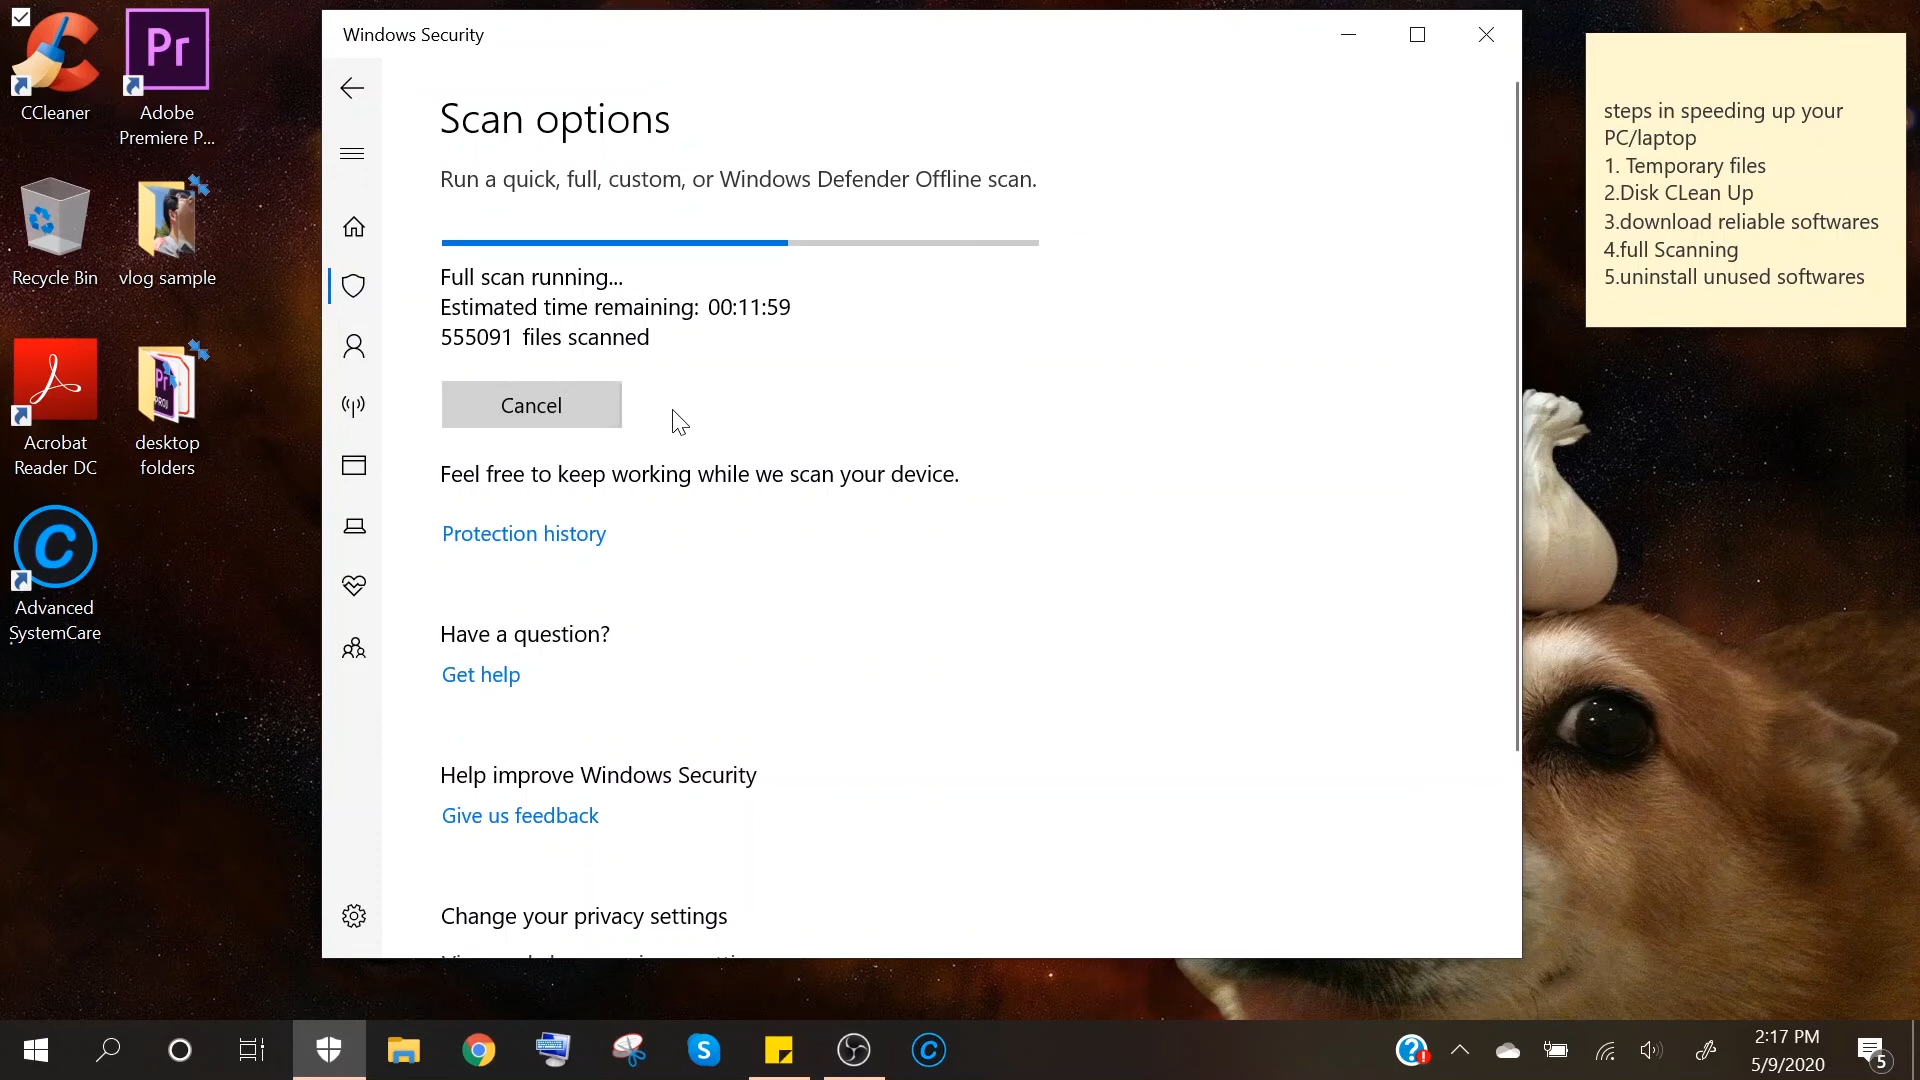 CCleaner
Pr
Adobe
Premiere P...
Recycle Bin
vlog sample
Acrobat
Reader DC
Pr
PROJ
desktop
folders
C
Advanced
SystemCare
Windows Security
Scan options
Run a quick, full, custom, or Windows Defender Offline scan.
Full scan running...
Estimated time remaining: 00:11:59
555091 files scanned
Cancel
Feel free to keep working while we scan your device.
Protection history
Have a question?
Get help
Help improve Windows Security
Give us feedback
Change your privacy settings
steps in speeding up your
PC/laptop
1. Temporary files
2.Disk CLean Up
3.download reliable softwares
4.full Scanning
5.uninstall unused softwares
S
C
?
!
2:17 PM
5/9/2020
5